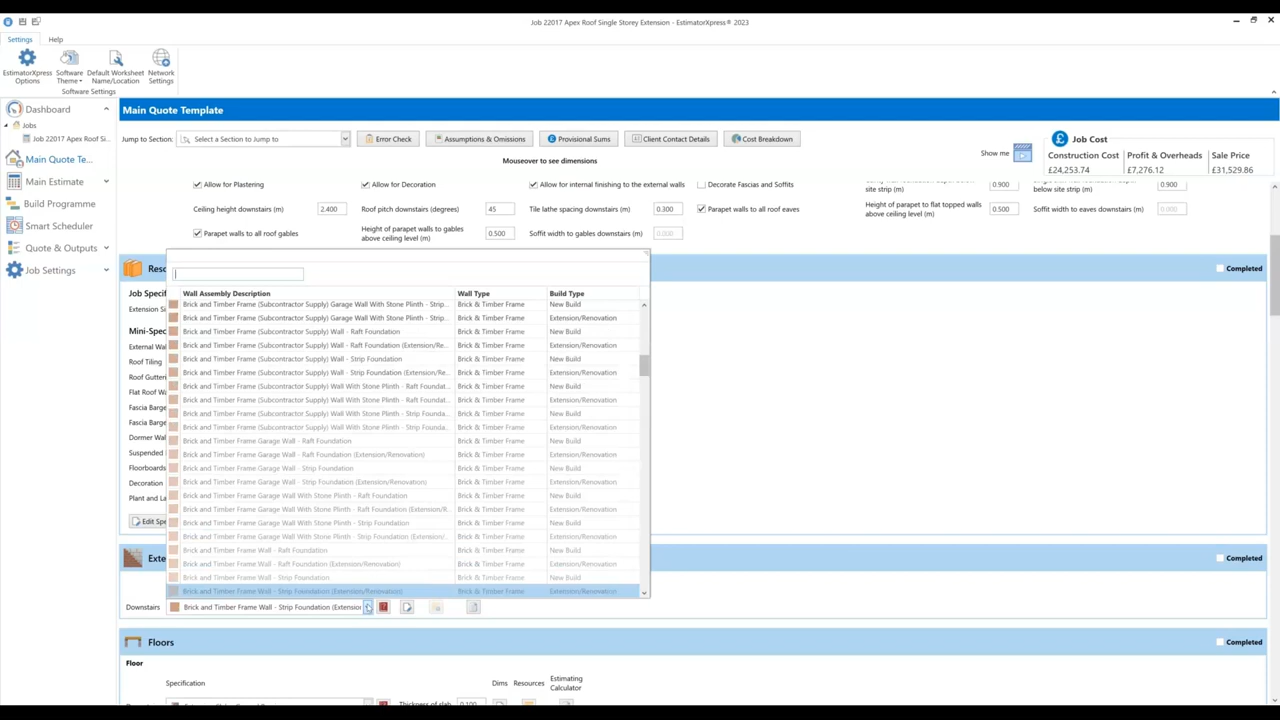 Job 22017 Apex Roof Single Storey Extension - EstimatorXpress® 2023
Settings Help
EstimatorXpress Options
Software Theme
Default Worksheet Name/Location
Network Settings
Software Settings
Dashboard
Jobs
Job 22017 Apex Roof Si...
Main Quote Te...
Main Estimate
Build Programme
Smart Scheduler
Quote & Outputs
Job Settings
Main Quote Template
Jump to Section: Select a Section to Jump to Error Check Assumptions & Omissions Provisional Sums Client Contact Details Cost Breakdown
Mouseover to see dimensions
Show me
Job Cost
Construction Cost Profit & Overheads Sale Price
£24,253.74 £7,276.12 £31,529.86
Allow for Plastering Allow for Decoration Allow for internal finishing to the external walls Decorate Fascias and Soffits
site strip (m) 0.900 below site strip (m) 0.900
Ceiling height downstairs (m) 2.400 Roof pitch downstairs (degrees) 45 Tile lathe spacing downstairs (m) 0.300 Parapet walls to all roof eaves
Height of parapet to flat topped walls above ceiling level (m) 0.500 Soffit width to eaves downstairs (m) 0.000
Parapet walls to all roof gables Height of parapet walls to gables above ceiling level (m) 0.500 Soffit width to gables downstairs (m) 0.000
Reso
Completed
Job Specif
Extension Si
Mini-Spec
External Wal
Roof Tiling
Roof Gutteri
Flat Roof Wa
Fascia Barge
Fascia Barge
Dormer Wal
Suspended
Floorboards
Decoration
Plant and La
Edit Spe
Wall Assembly Description Wall Type Build Type
Brick and Timber Frame (Subcontractor Supply) Garage Wall With Stone Plinth - Strip... Brick & Timber Frame New Build
Brick and Timber Frame (Subcontractor Supply) Garage Wall With Stone Plinth - Strip... Brick & Timber Frame Extension/Renovation
Brick and Timber Frame (Subcontractor Supply) Wall - Raft Foundation Brick & Timber Frame New Build
Brick and Timber Frame (Subcontractor Supply) Wall - Raft Foundation (Extension/Re... Brick & Timber Frame Extension/Renovation
Brick and Timber Frame (Subcontractor Supply) Wall - Strip Foundation Brick & Timber Frame New Build
Brick and Timber Frame (Subcontractor Supply) Wall - Strip Foundation (Extension/Re... Brick & Timber Frame Extension/Renovation
Brick and Timber Frame (Subcontractor Supply) Wall With Stone Plinth - Raft Foundat... Brick & Timber Frame New Build
Brick and Timber Frame (Subcontractor Supply) Wall With Stone Plinth - Raft Foundat... Brick & Timber Frame Extension/Renovation
Brick and Timber Frame (Subcontractor Supply) Wall With Stone Plinth - Strip Founda... Brick & Timber Frame New Build
Brick and Timber Frame (Subcontractor Supply) Wall With Stone Plinth - Strip Founda... Brick & Timber Frame Extension/Renovation
Brick and Timber Frame Garage Wall - Raft Foundation Brick & Timber Frame New Build
Brick and Timber Frame Garage Wall - Raft Foundation (Extension/Renovation) Brick & Timber Frame Extension/Renovation
Brick and Timber Frame Garage Wall - Strip Foundation Brick & Timber Frame New Build
Brick and Timber Frame Garage Wall - Strip Foundation (Extension/Renovation) Brick & Timber Frame Extension/Renovation
Brick and Timber Frame Garage Wall With Stone Plinth - Raft Foundation Brick & Timber Frame New Build
Brick and Timber Frame Garage Wall With Stone Plinth - Raft Foundation (Extension/R... Brick & Timber Frame Extension/Renovation
Brick and Timber Frame Garage Wall With Stone Plinth - Strip Foundation Brick & Timber Frame New Build
Brick and Timber Frame Garage Wall With Stone Plinth - Strip Foundation (Extension/... Brick & Timber Frame Extension/Renovation
Brick and Timber Frame Wall - Raft Foundation Brick & Timber Frame New Build
Brick and Timber Frame Wall - Raft Foundation (Extension/Renovation) Brick & Timber Frame Extension/Renovation
Brick and Timber Frame Wall - Strip Foundation Brick & Timber Frame New Build
Brick and Timber Frame Wall - Strip Foundation (Extension/Renovation) Brick & Timber Frame Extension/Renovation
Exte
Completed
Downstairs Brick and Timber Frame Wall - Strip Foundation (Extension
Floors
Completed
Floor
Specification Dims Resources Estimating Calculator
Thickness of slab 0.100